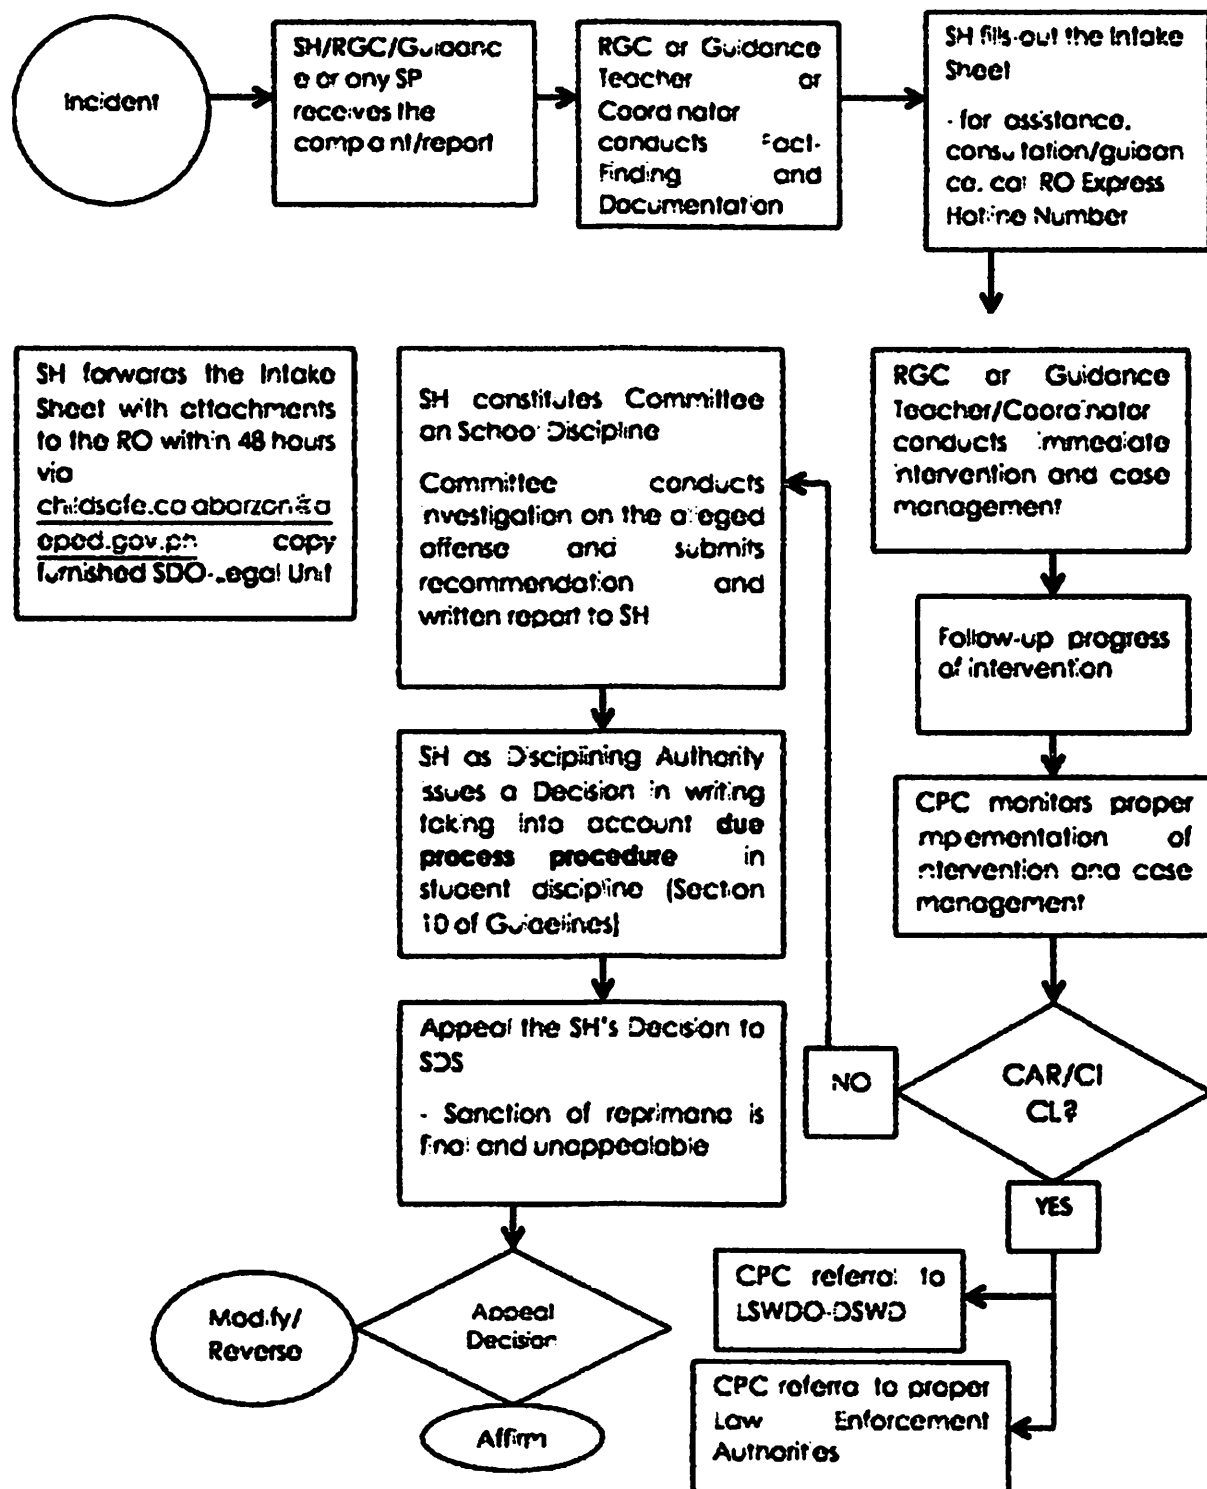 Incident
SH/RGC/Guidanc
e or any SP
receives the
complaint/report
RGC or Guidance
Teacher or
Coordinator
conducts Fact-
Finding and
Documentation
SH fills-out the Intake
Sheet
- for assistance,
consultation/guidan
ce, call RO Express
Hotline Number
SH forwards the Intake
Sheet with attachments
to the RO within 48 hours
via
childsafe.calabarzon@d
eped.gov.ph copy
furnished SDO-Legal Unit
SH constitutes Committee
on School Discipline
Committee conducts
investigation on the alleged
offense and submits
recommendation and
written report to SH
RGC or Guidance
Teacher/Coordinator
conducts immediate
intervention and case
management
Follow-up progress
of intervention
SH as Disciplining Authority
issues a Decision in writing
taking into account due
process procedure in
student discipline (Section
10 of Guidelines)
CPC monitors proper
implementation of
intervention and case
management
Appeal the SH's Decision to
SDS
- Sanction of reprimand is
final and unappealable
NO
CAR/CI
CL?
YES
CPC referral to
LSWDO-DSWD
Modify/
Reverse
Appeal
Decision
CPC referral to proper
Law Enforcement
Authorities
Affirm